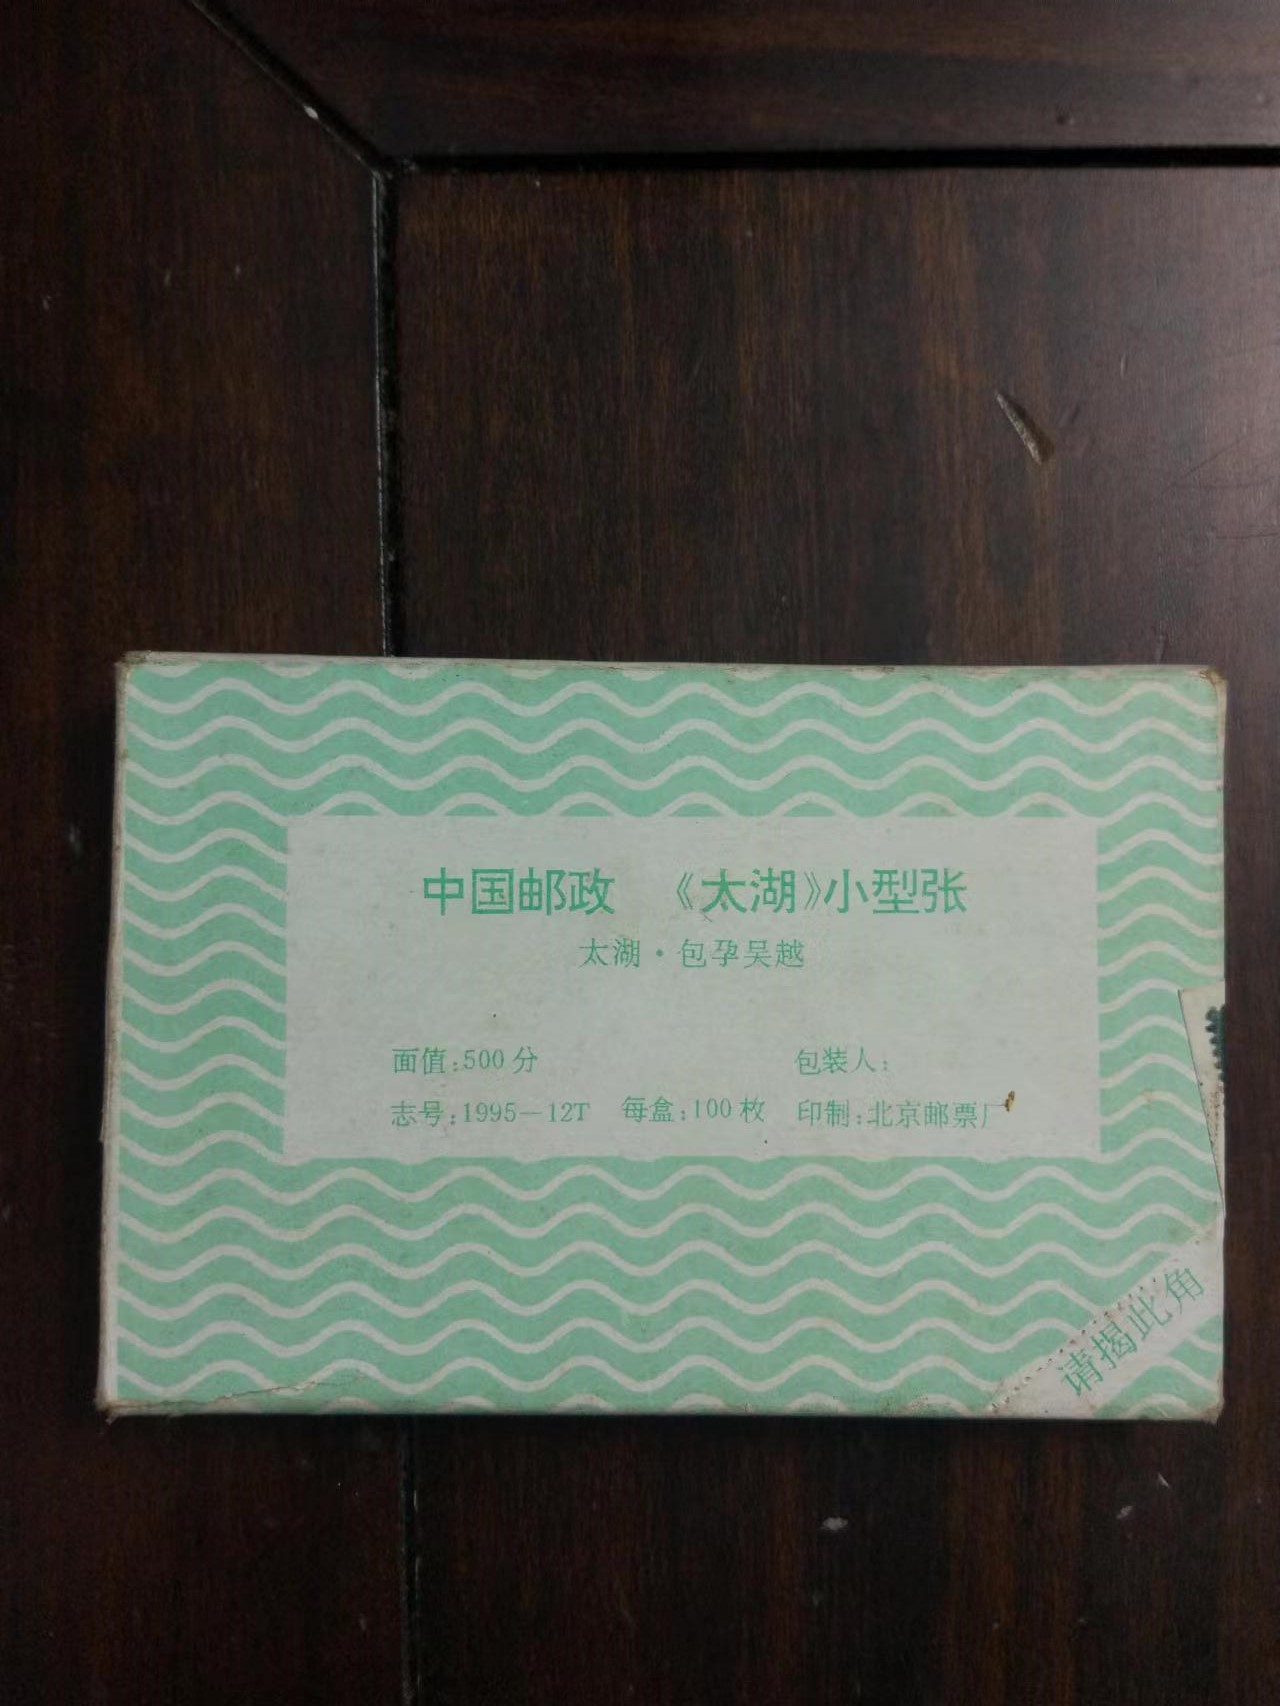 中国邮政 《太湖》小型张
太湖·包孕吴越
面值:500分 包装人:
志号:1995—12T 每盒:100枚 印制:北京邮票厂
请揭此角